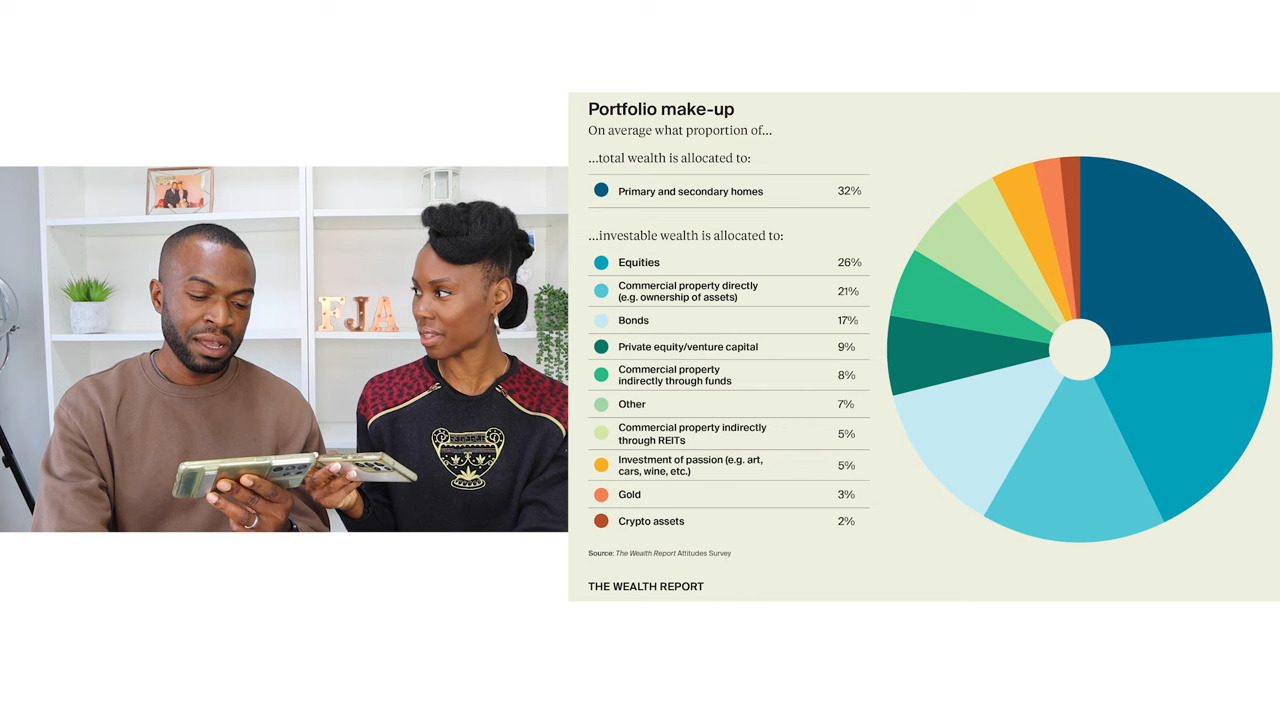 FJA
Portfolio make-up
On average what proportion of...
...total wealth is allocated to:
Primary and secondary homes 32%
...investable wealth is allocated to:
Equities 26%
Commercial property directly
(e.g. ownership of assets) 21%
Bonds 17%
Private equity/venture capital 9%
Commercial property
indirectly through funds 8%
Other 7%
Commercial property indirectly
through REITs 5%
Investment of passion (e.g. art,
cars, wine, etc.) 5%
Gold 3%
Crypto assets 2%
Source: The Wealth Report Attitudes Survey
THE WEALTH REPORT